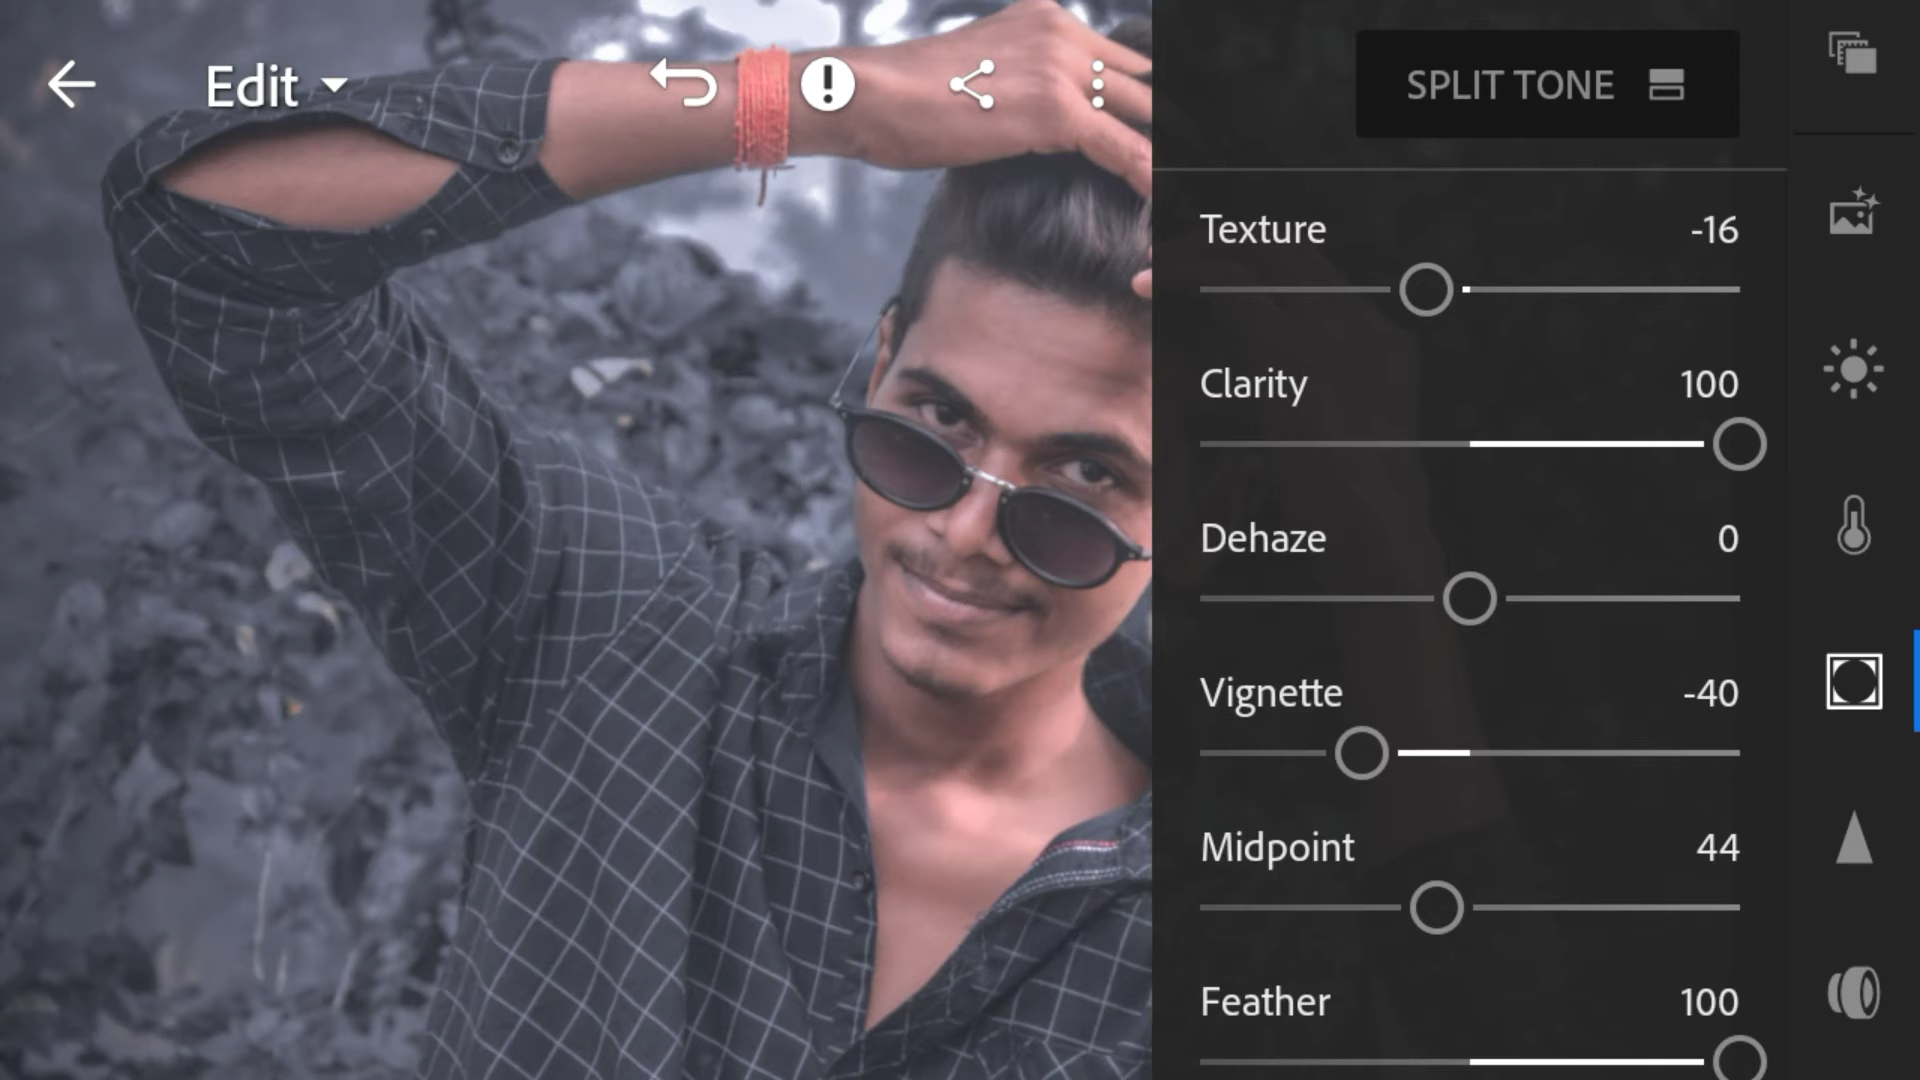 Edit
SPLIT TONE
Texture -16
Clarity 100
Dehaze 0
Vignette -40
Midpoint 44
Feather 100